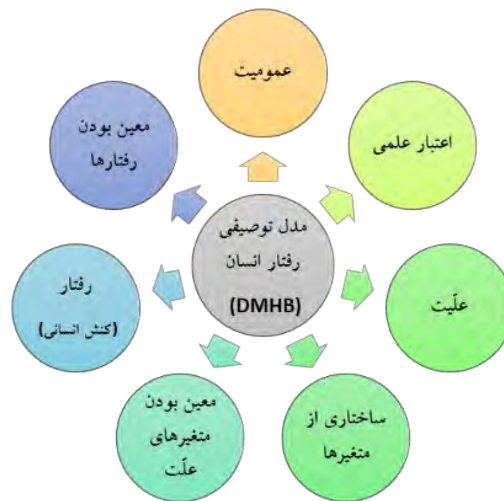 عمومیت
اعتبار علمی
علّیت
ساختاری از
متغیرها
معین بودن
متغیرهای
علّت
رفتار
(کنش انسانی)
معین بودن
رفتارها
مدل توصیفی
رفتار انسان
(DMHB)